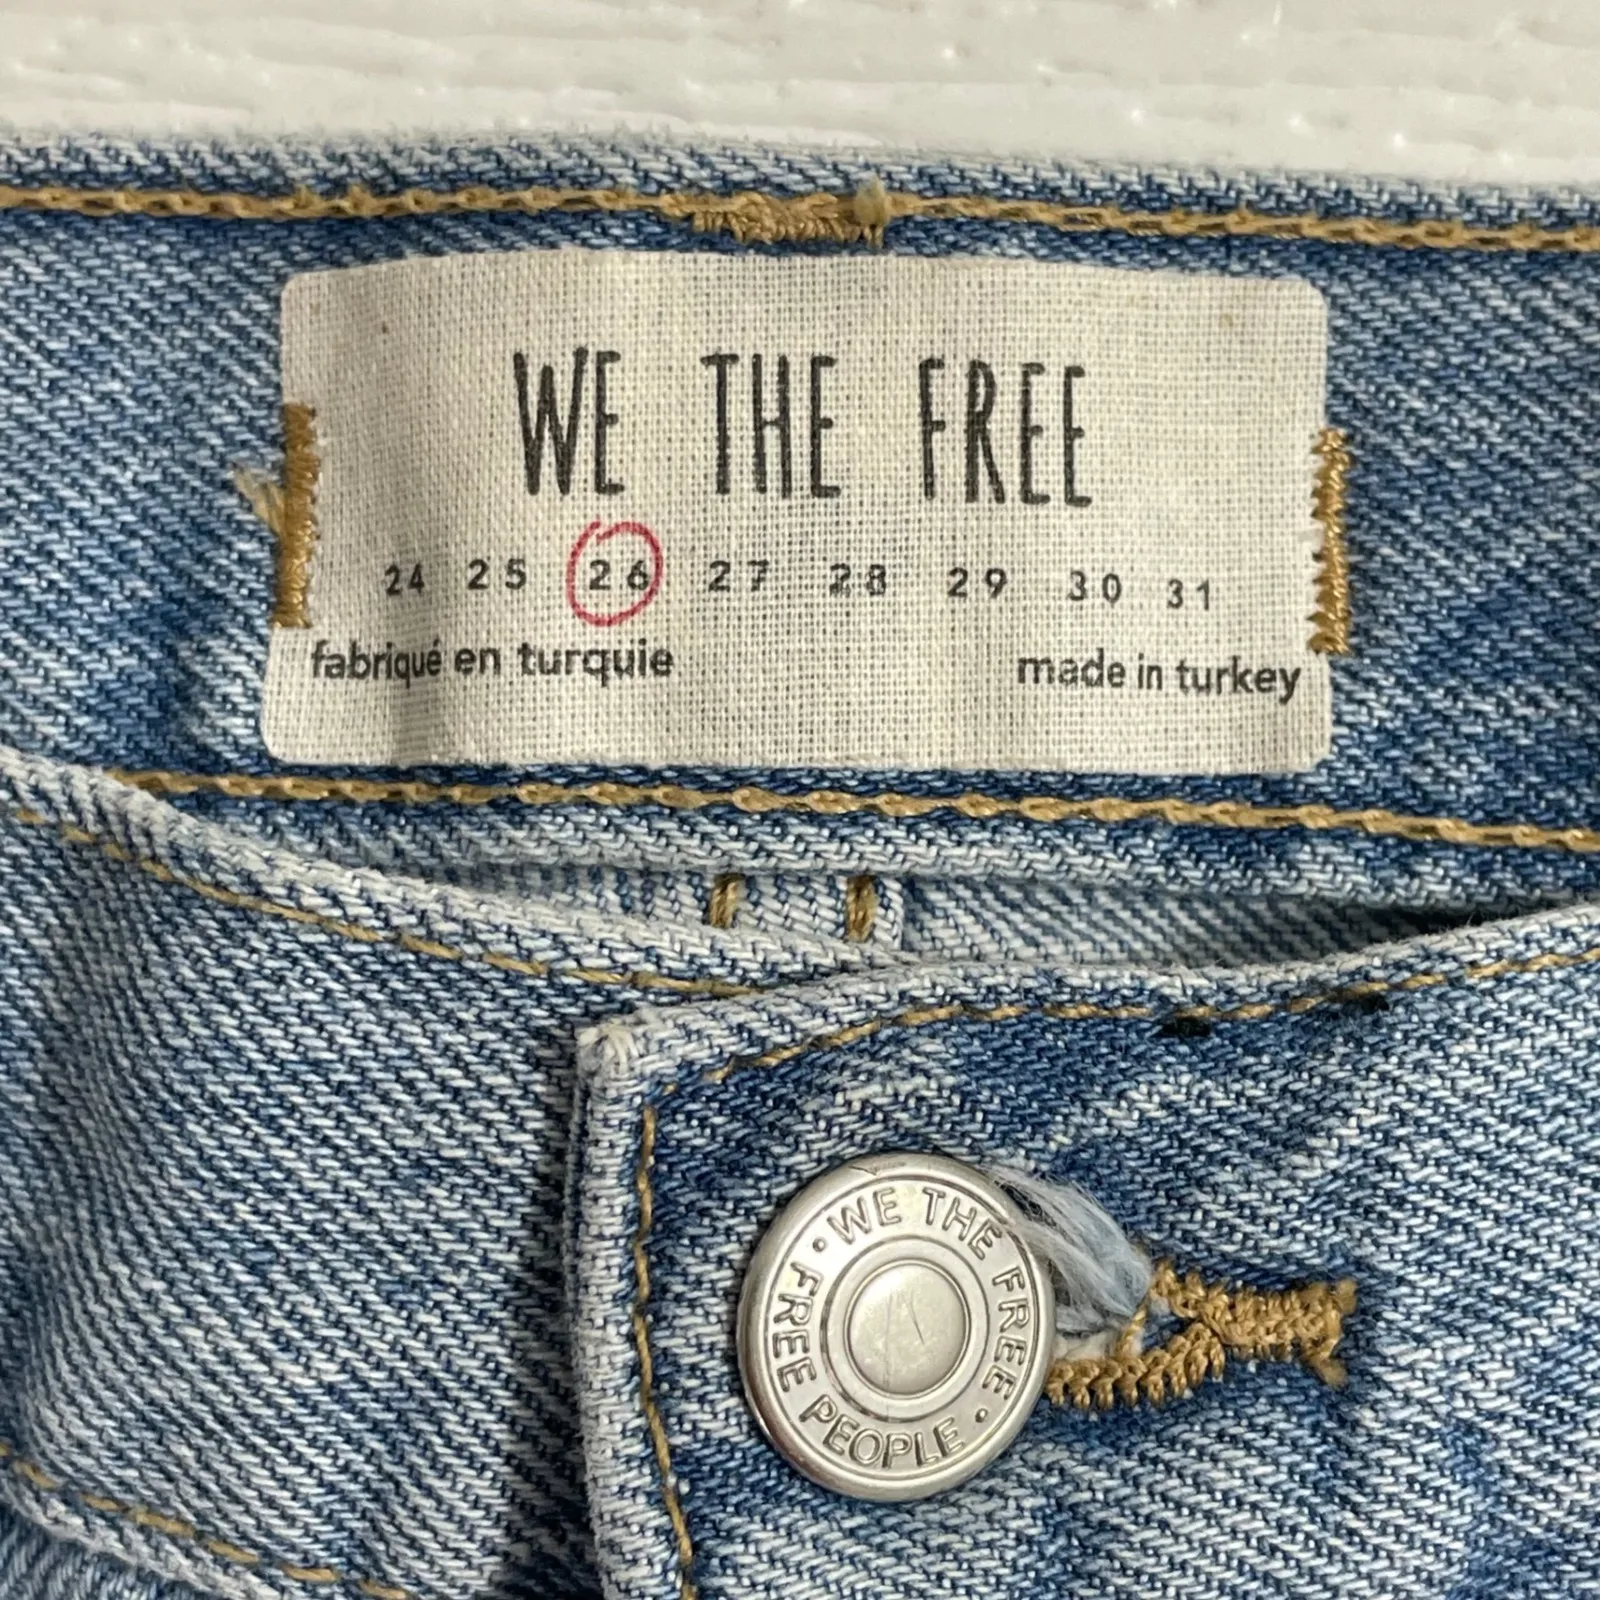 WE THE FREE
24 25 26 27 28 29 30 31
fabriqué en turquie made in turkey
• WE THE FREE •
FREE PEOPLE